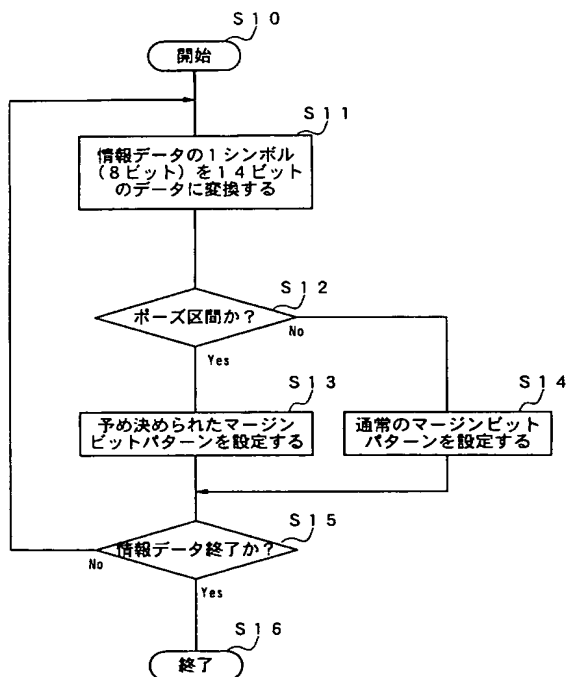 S10
開始
S11
情報データの1シンボル
(8ビット)を14ビット
のデータに変換する
S12
ポーズ区間か?
No
Yes
S13
予め決められたマージン
ビットパターンを設定する
S14
通常のマージンビット
パターンを設定する
S15
情報データ終了か?
No
Yes
S16
終了